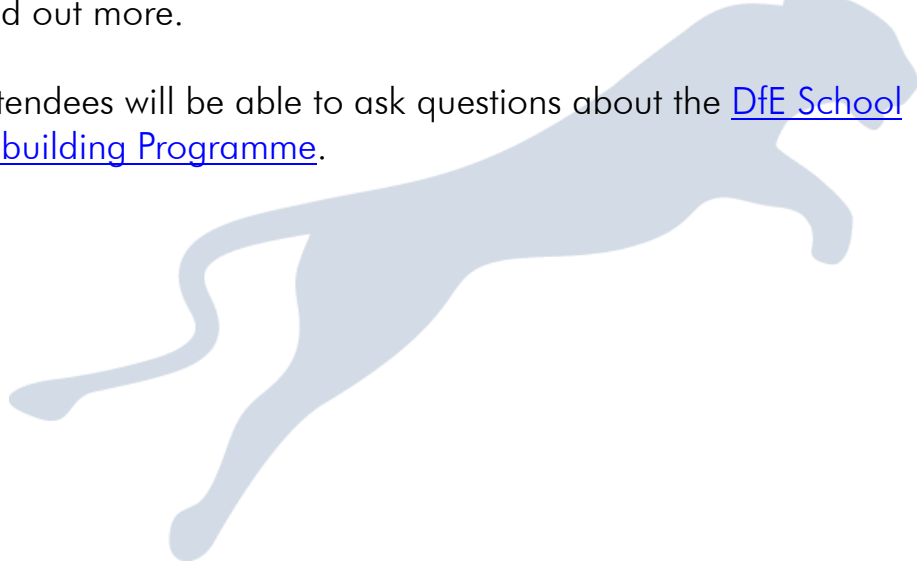 d out more.
tendees will be able to ask questions about the DfE School
building Programme.